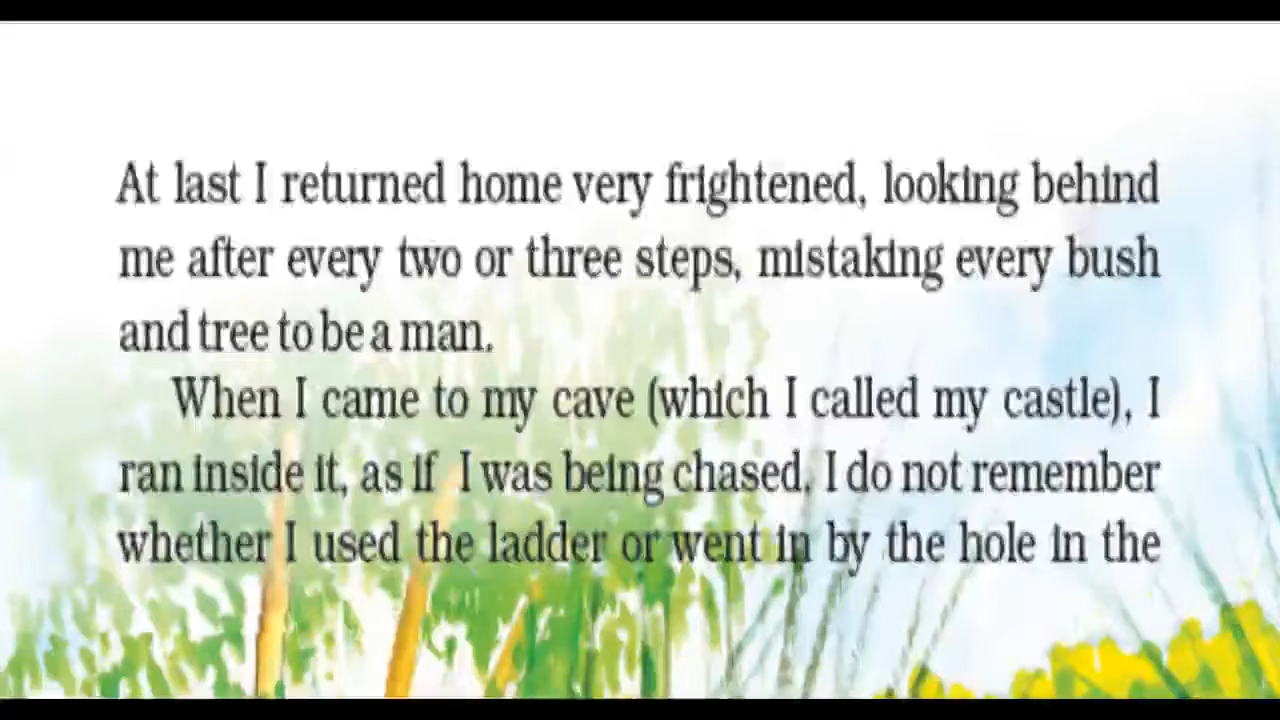 At last I returned home very frightened, looking behind
me after every two or three steps, mistaking every bush
and tree to be a man.
When I came to my cave (which I called my castle), I
ran inside it, as if I was being chased. I do not remember
whether I used the ladder or went in by the hole in the